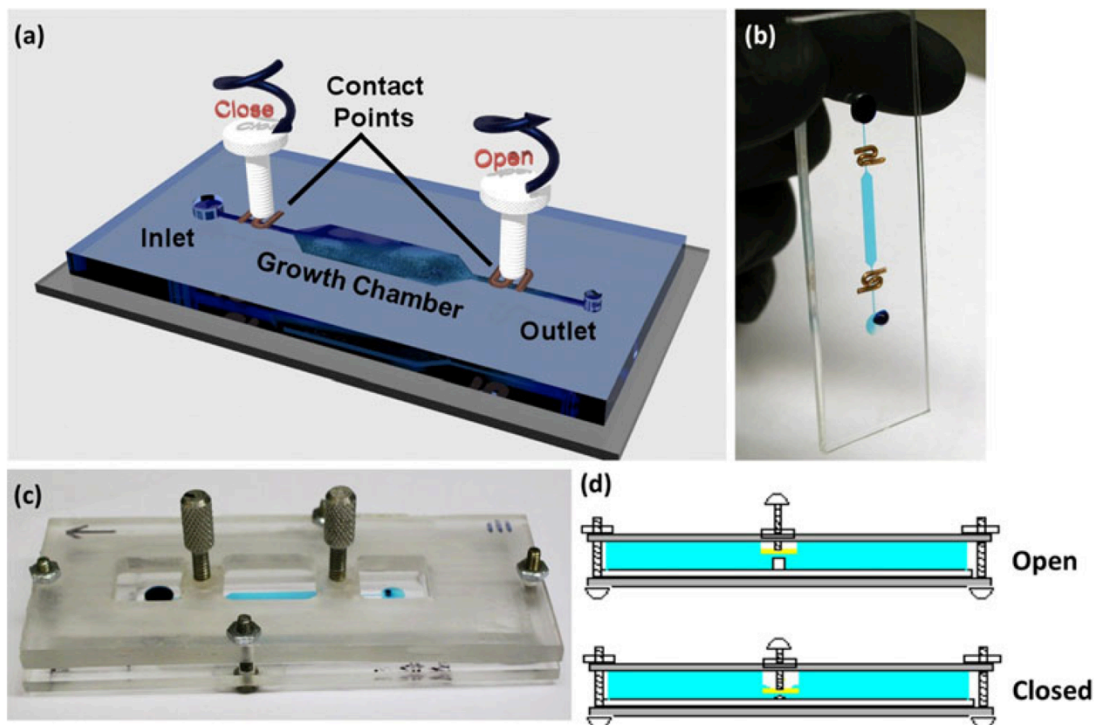 (a)
Close
Contact
Points
Open
Inlet
Growth Chamber
Outlet
(b)
(c)
(d)
Open
Closed